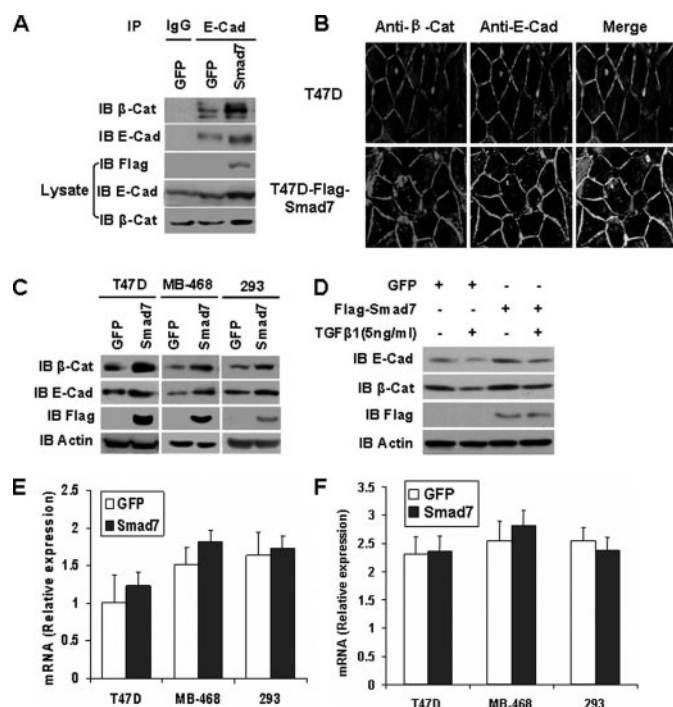 A
IP IgG E-Cad
GFP GFP Smad7
IB β-Cat
IB E-Cad
IB Flag
Lysate IB E-Cad
IB β-Cat
B
Anti-β-Cat Anti-E-Cad Merge
T47D
T47D-Flag-
Smad7
C
T47D MB-468 293
GFP Smad7 GFP Smad7 GFP Smad7
IB β-Cat
IB E-Cad
IB Flag
IB Actin
D
GFP + + - -
Flag-Smad7 - - + +
TGFβ1(5ng/ml) - + - +
IB E-Cad
IB β-Cat
IB Flag
IB Actin
E
mRNA (Relative expression)
2.5
2
1.5
1
0.5
0
GFP
Smad7
T47D MB-468 293
F
mRNA (Relative expression)
3.5
3
2.5
2
1.5
1
0.5
0
GFP
Smad7
T47D MB-468 293